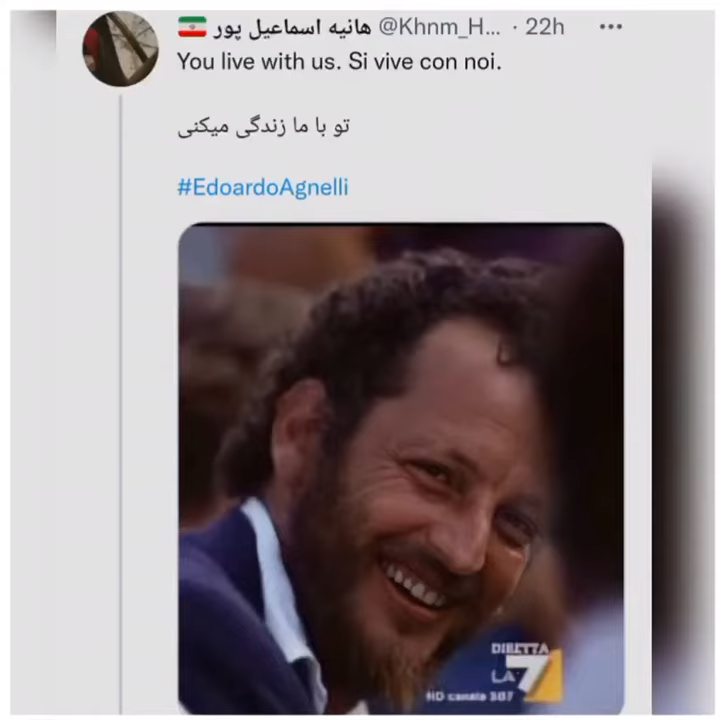 هانیه اسماعیل پور @Khnm_H... · 22h
You live with us. Si vive con noi.
تو با ما زندگی میکنی
#EdoardoAgnelli
DIRETTA
LA7
HD canale 507